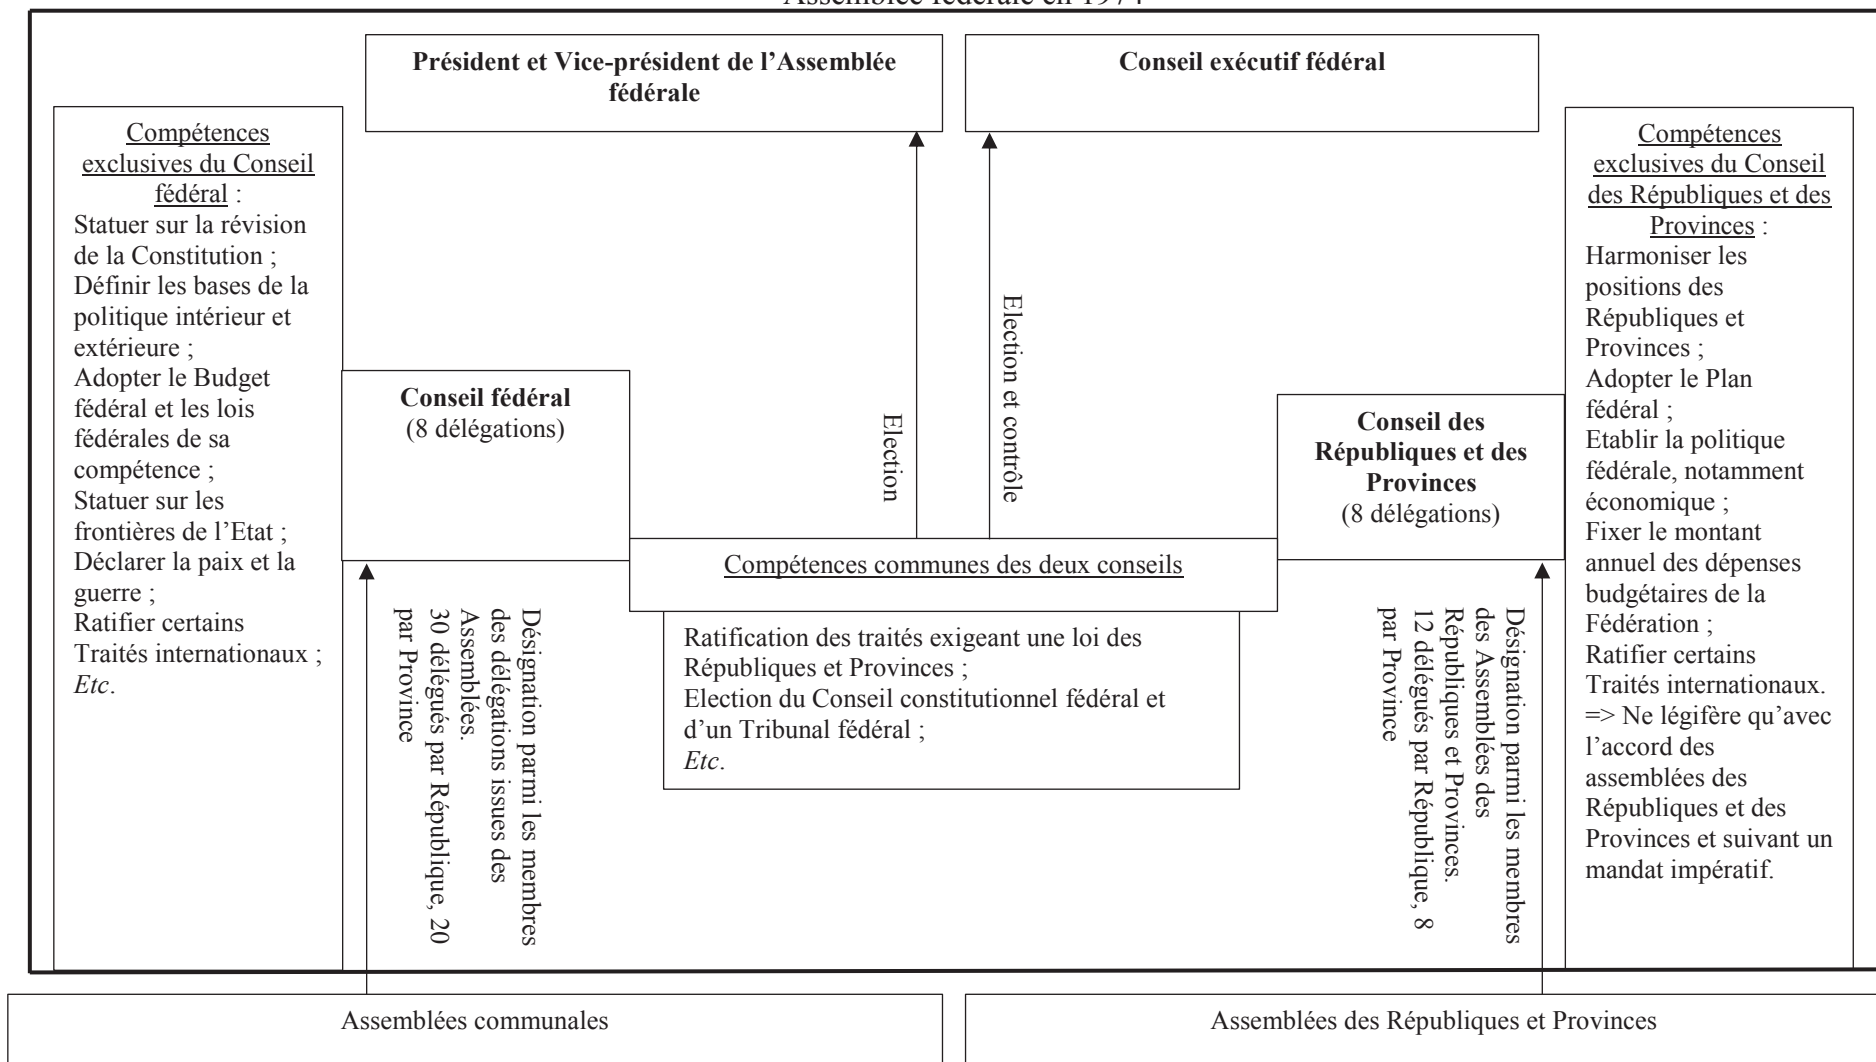 Assemblée fédérale en 1974
Président et Vice-président de l’Assemblée
fédérale
Conseil exécutif fédéral
Compétences
exclusives du Conseil
fédéral :
Statuer sur la révision
de la Constitution ;
Définir les bases de la
politique intérieur et
extérieure ;
Adopter le Budget
fédéral et les lois
fédérales de sa
compétence ;
Statuer sur les
frontières de l’Etat ;
Déclarer la paix et la
guerre ;
Ratifier certains
Traités internationaux ;
Etc.
Conseil fédéral
(8 délégations)
Election
Election et contrôle
Conseil des
Républiques et des
Provinces
(8 délégations)
Compétences
exclusives du Conseil
des Républiques et des
Provinces :
Harmoniser les
positions des
Républiques et
Provinces ;
Adopter le Plan
fédéral ;
Etablir la politique
fédérale, notamment
économique ;
Fixer le montant
annuel des dépenses
budgétaires de la
Fédération ;
Ratifier certains
Traités internationaux.
=> Ne légifère qu’avec
l’accord des
assemblées des
Républiques et des
Provinces et suivant un
mandat impératif.
Compétences communes des deux conseils
Ratification des traités exigeant une loi des
Républiques et Provinces ;
Election du Conseil constitutionnel fédéral et
d’un Tribunal fédéral ;
Etc.
Désignation parmi les membres
des délégations issues des
Assemblées.
30 délégués par République, 20
par Province
Désignation parmi les membres
des Assemblées des
Républiques et Provinces.
12 délégués par République, 8
par Province
Assemblées communales
Assemblées des Républiques et Provinces